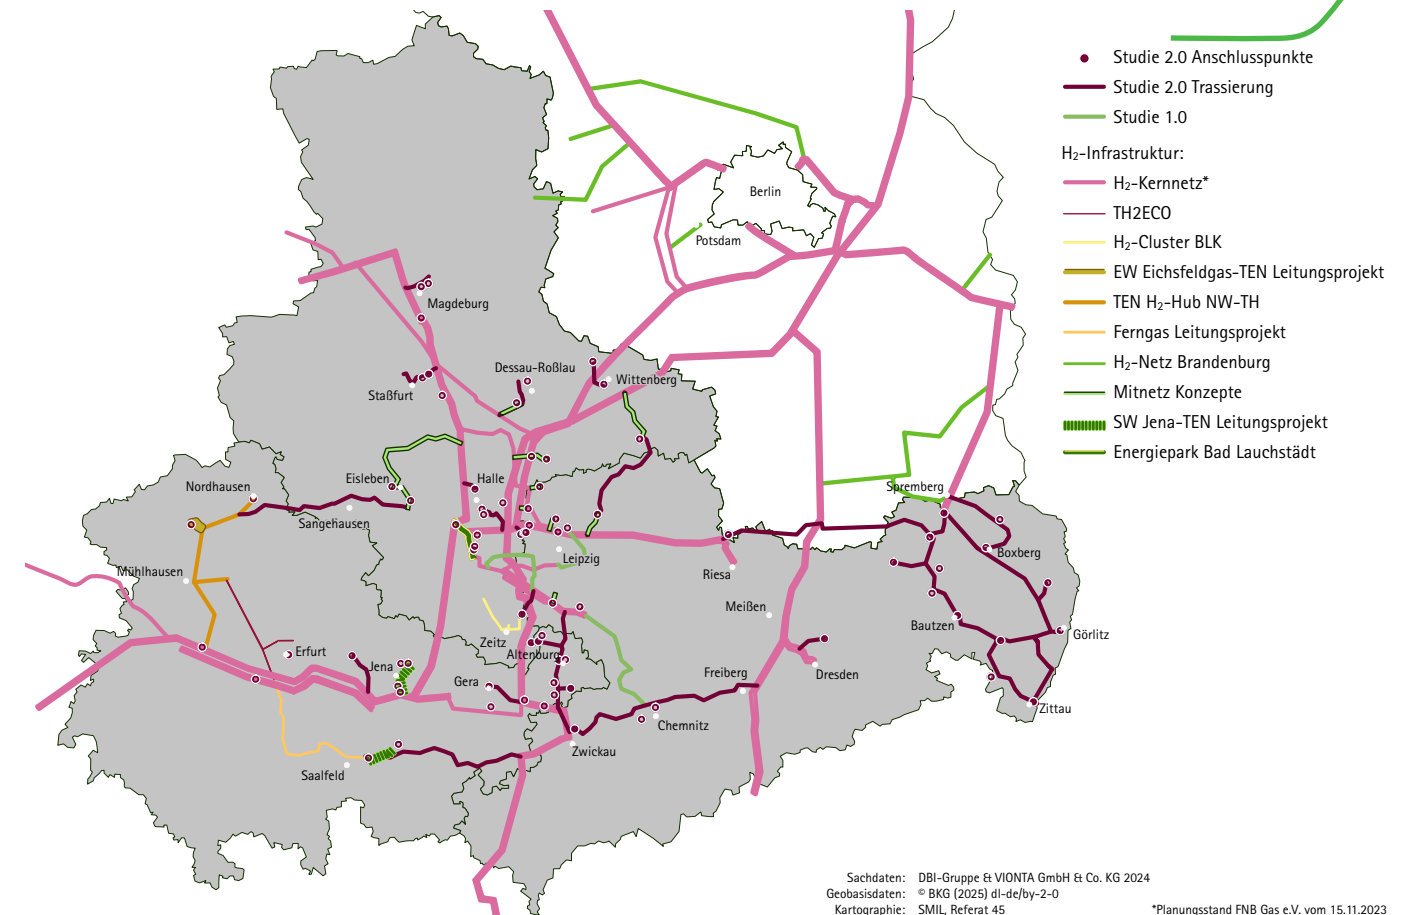 Studie 2.0 Anschlusspunkte
Studie 2.0 Trassierung
Studie 1.0
H₂-Infrastruktur:
H₂-Kernnetz*
TH2ECO
H₂-Cluster BLK
EW Eichsfeldgas-TEN Leitungsprojekt
TEN H₂-Hub NW-TH
Ferngas Leitungsprojekt
H₂-Netz Brandenburg
Mitnetz Konzepte
SW Jena-TEN Leitungsprojekt
Energiepark Bad Lauchstädt
Berlin
Potsdam
Magdeburg
Dessau-Roßlau
Wittenberg
Staßfurt
Eisleben
Halle
Nordhausen
Sangehausen
Spremberg
Boxberg
Leipzig
Mühlhausen
Riesa
Meißen
Bautzen
Görlitz
Zeitz
Altenburg
Erfurt
Jena
Gera
Freiberg
Dresden
Chemnitz
Zittau
Zwickau
Saalfeld
Sachdaten: DBI-Gruppe & VIONTA GmbH & Co. KG 2024
Geobasisdaten: © BKG (2025) dl-de/by-2-0
Kartographie: SMIL, Referat 45
*Planungsstand FNB Gas e.V. vom 15.11.2023